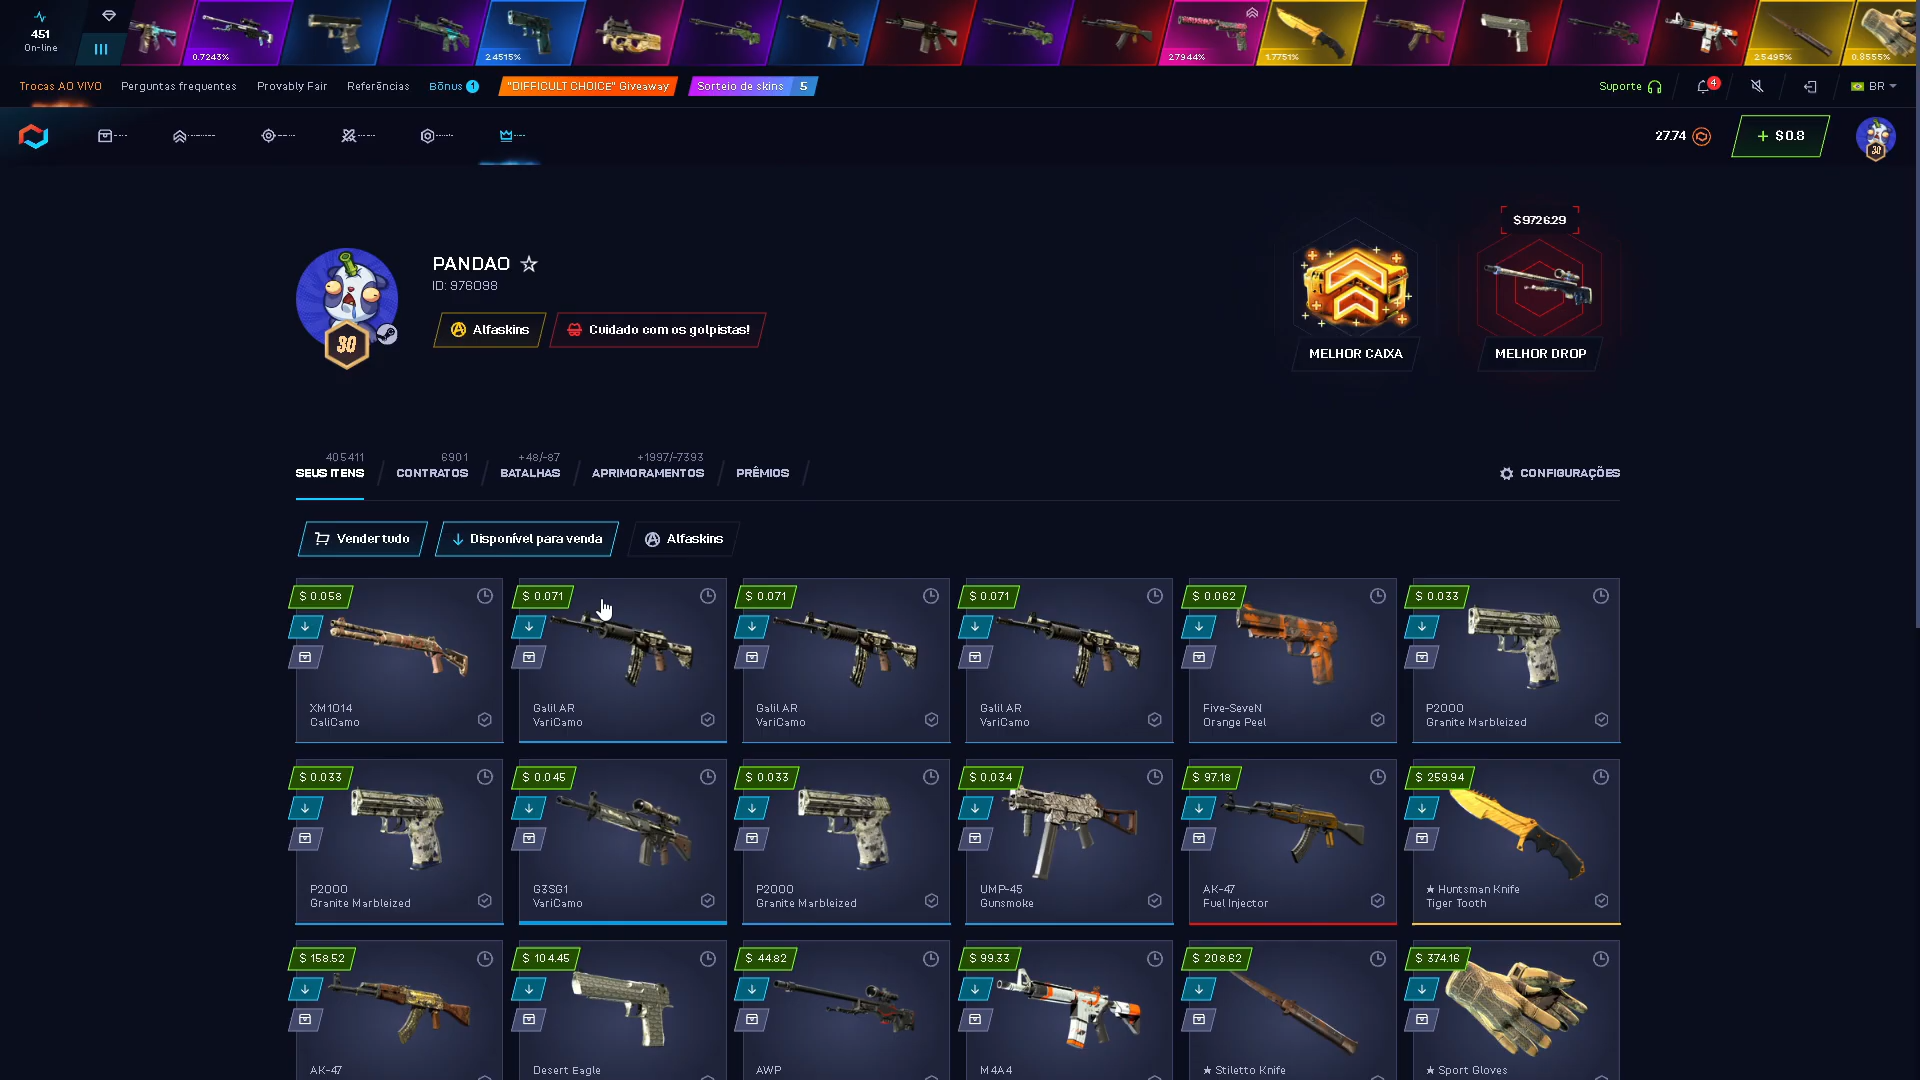 451
On-line
0.7243%
2.4515%
2.7944%
1.7751%
2.5495%
0.8555%
Trocas AO VIVO
Perguntas frequentes
Provably Fair
Referências
Bônus 1
"DIFFICULT CHOICE" Giveaway
Sorteio de skins 5
Suporte
4
BR
27.74
+ $ 0.8
30
$ 9726.29
PANDAO
ID: 976098
30
Alfaskins
Cuidado com os golpistas!
MELHOR CAIXA
MELHOR DROP
405411
6901
+48/-87
+1997/-7393
SEUS ITENS
CONTRATOS
BATALHAS
APRIMORAMENTOS
PRÊMIOS
CONFIGURAÇÕES
Vender tudo
Disponível para venda
Alfaskins
$ 0.058
$ 0.071
$ 0.071
$ 0.071
$ 0.062
$ 0.033
XM1014
CaliCamo
Galil AR
VariCamo
Galil AR
VariCamo
Galil AR
VariCamo
Five-SeveN
Orange Peel
P2000
Granite Marbleized
$ 0.033
$ 0.045
$ 0.033
$ 0.034
$ 97.18
$ 259.94
P2000
Granite Marbleized
G3SG1
VariCamo
P2000
Granite Marbleized
UMP-45
Gunsmoke
AK-47
Fuel Injector
★ Huntsman Knife
Tiger Tooth
$ 158.52
$ 104.45
$ 44.82
$ 99.33
$ 208.62
$ 374.16
AK-47
Desert Eagle
AWP
M4A4
★ Stiletto Knife
★ Sport Gloves